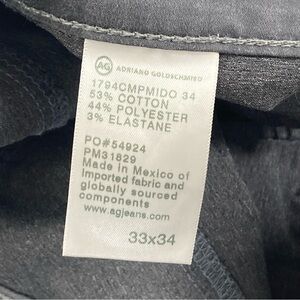 AG ADRIANO GOLDSCHMIED
1794CMPMIDO 34
53% COTTON
44% POLYESTER
3% ELASTANE
PO#54924
PM31829
Made in Mexico of
Imported fabric and
globally sourced
components
www.agjeans.com
33x34